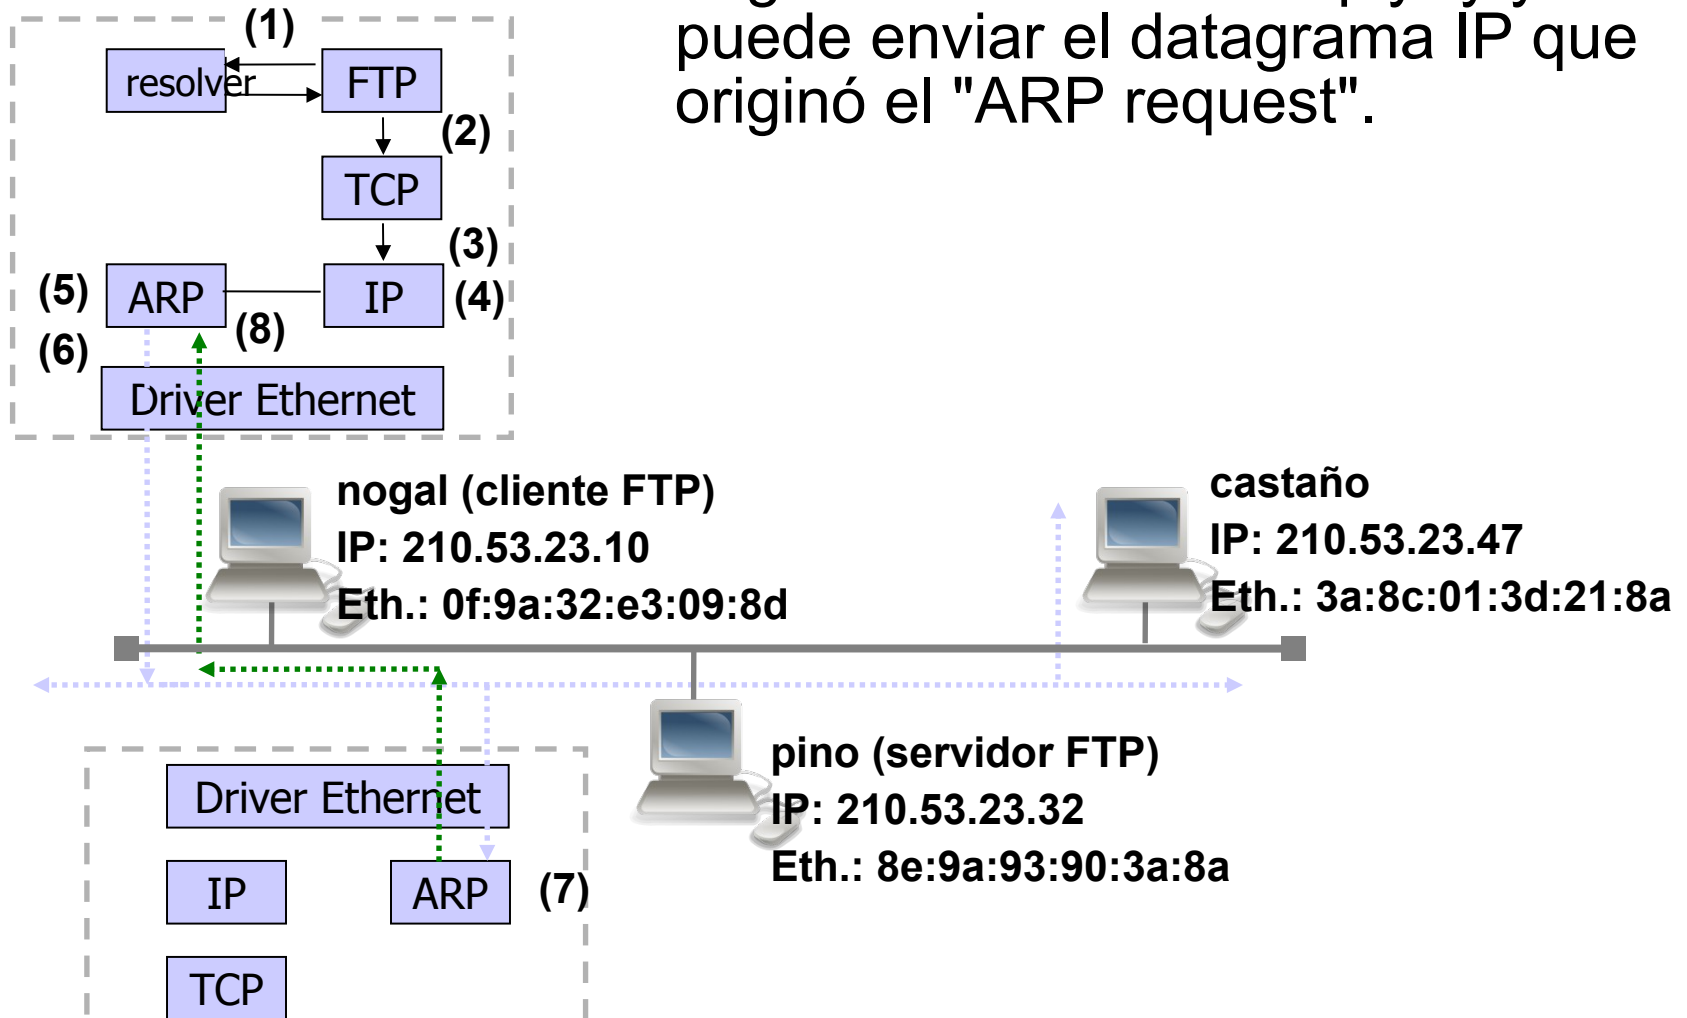 puede enviar el datagrama IP que
originó el "ARP request".
(1)
resolver
FTP
(2)
TCP
(3)
(5)
ARP
IP
(4)
(8)
(6)
Driver Ethernet
nogal (cliente FTP)
IP: 210.53.23.10
Eth.: 0f:9a:32:e3:09:8d
castaño
IP: 210.53.23.47
Eth.: 3a:8c:01:3d:21:8a
pino (servidor FTP)
IP: 210.53.23.32
Eth.: 8e:9a:93:90:3a:8a
Driver Ethernet
IP
ARP
(7)
TCP